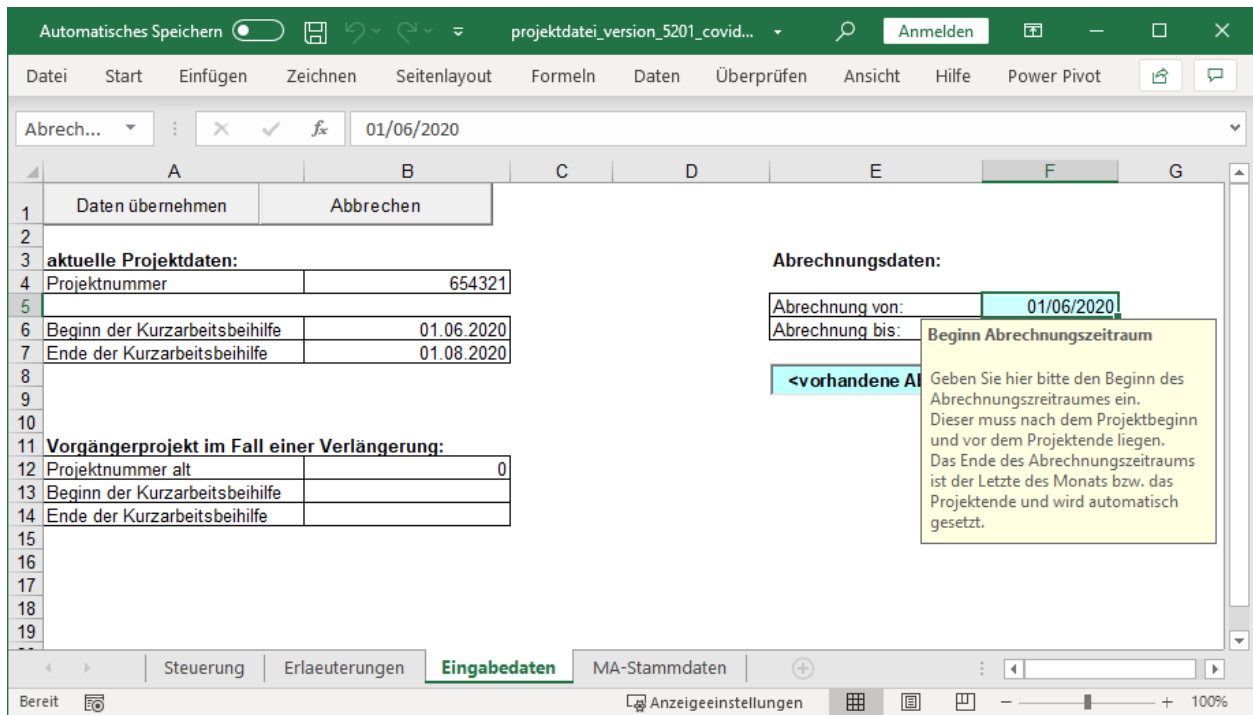 Automatisches Speichern projektdatei_version_5201_covid... Anmelden
Datei Start Einfügen Zeichnen Seitenlayout Formeln Daten Überprüfen Ansicht Hilfe Power Pivot
Abrech... fx 01/06/2020
A B C D E F G
1 Daten übernehmen Abbrechen
2
3 aktuelle Projektdaten: Abrechnungsdaten:
4 Projektnummer 654321
5 Abrechnung von: 01/06/2020
6 Beginn der Kurzarbeitsbeihilfe 01.06.2020 Abrechnung bis:
7 Ende der Kurzarbeitsbeihilfe 01.08.2020
Beginn Abrechnungszeitraum
8 <vorhandene Al
Geben Sie hier bitte den Beginn des
9
Abrechnungszreitraumes ein.
10
Dieser muss nach dem Projektbeginn
11 Vorgängerprojekt im Fall einer Verlängerung:
und vor dem Projektende liegen.
12 Projektnummer alt 0
Das Ende des Abrechnungszeitraums
13 Beginn der Kurzarbeitsbeihilfe
ist der Letzte des Monats bzw. das
14 Ende der Kurzarbeitsbeihilfe
Projektende und wird automatisch
gesetzt.
15
16
17
18
19
Steuerung Erlaeuterungen Eingabedaten MA-Stammdaten
Bereit Anzeigeeinstellungen 100%